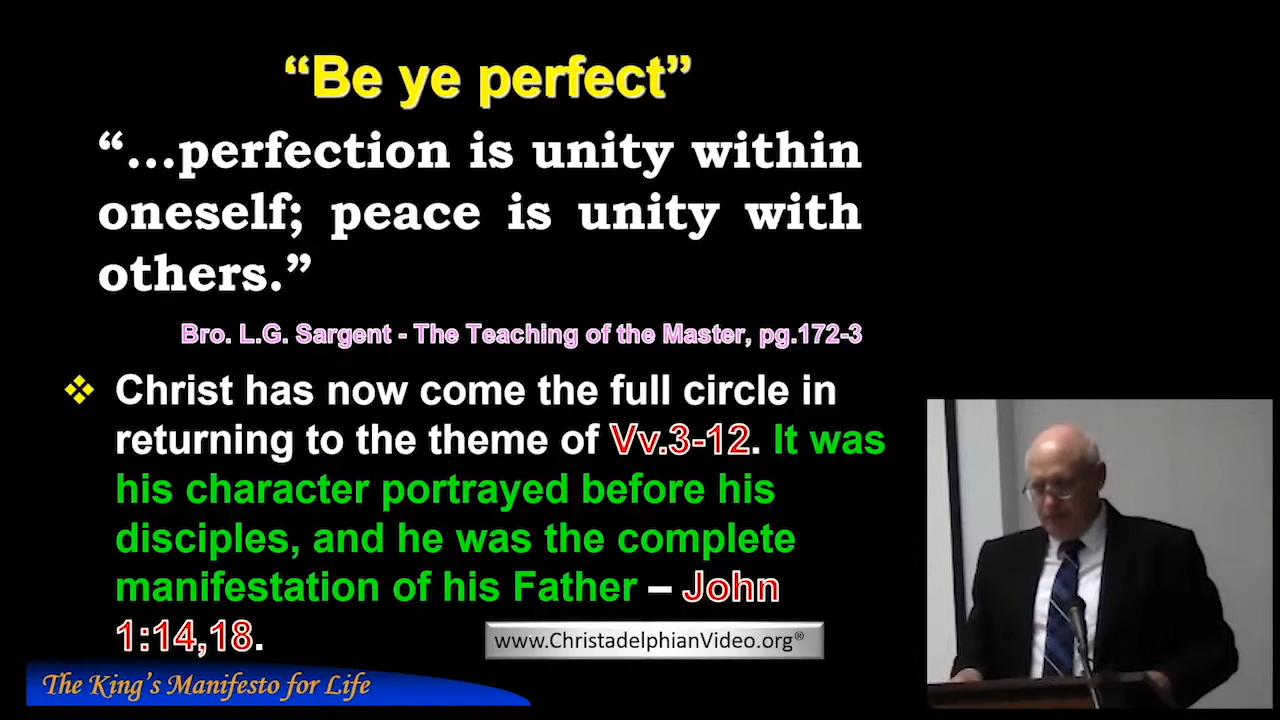 “Be ye perfect”
“...perfection is unity within
oneself; peace is unity with
others.”
Bro. L.G. Sargent - The Teaching of the Master, pg.172-3
❖ Christ has now come the full circle in
returning to the theme of Vv.3-12. It was
his character portrayed before his
disciples, and he was the complete
manifestation of his Father – John
1:14,18.
www.ChristadelphianVideo.org®
The King's Manifesto for Life